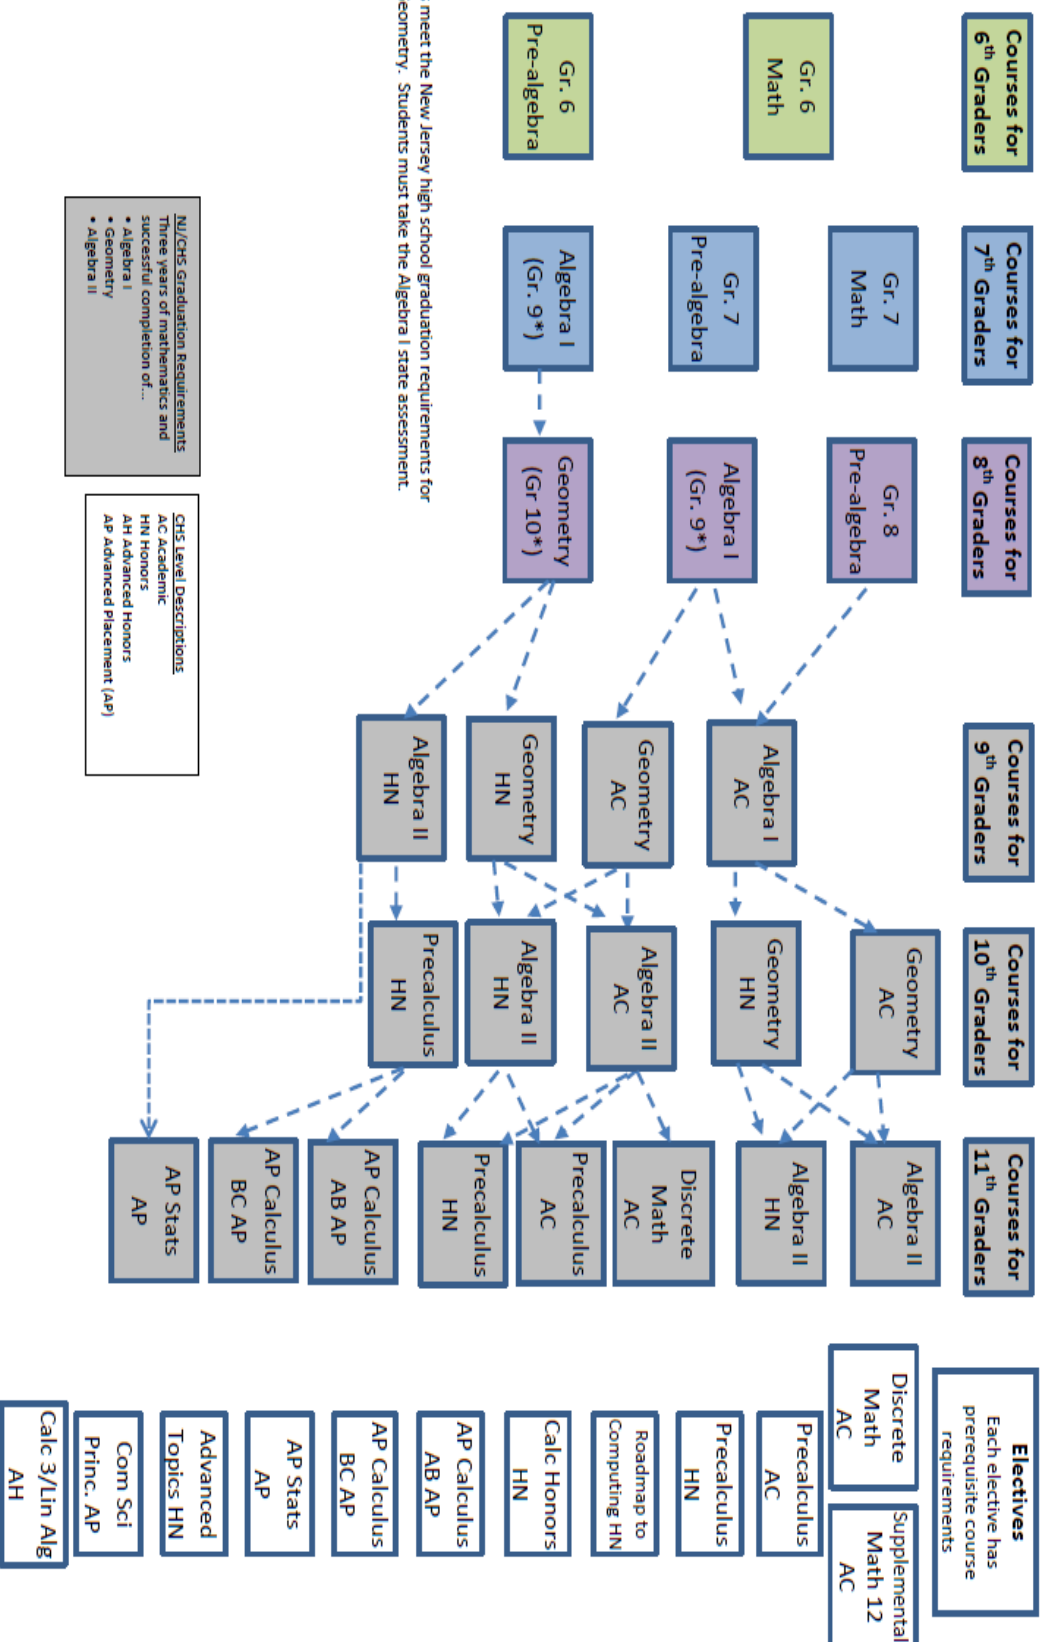 Courses for
6th Graders
Gr. 6
Math
Gr. 6
Pre-algebra
Courses for
7th Graders
Gr. 7
Math
Gr. 7
Pre-algebra
Algebra I
(Gr. 9*)
Courses for
8th Graders
Gr. 8
Pre-algebra
Algebra I
(Gr. 9*)
Geometry
(Gr 10*)
Courses for
9th Graders
Algebra I
AC
Geometry
AC
Geometry
HN
Algebra II
HN
Courses for
10th Graders
Geometry
AC
Geometry
HN
Algebra II
AC
Algebra II
HN
Precalculus
HN
Courses for
11th Graders
Algebra II
AC
Algebra II
HN
Discrete
Math
AC
Precalculus
AC
Precalculus
HN
AP Calculus
AB AP
AP Calculus
BC AP
AP Stats
AP
Electives
Each elective has
prerequisite course
requirements
Discrete
Math
AC
Supplemental
Math 12
AC
Precalculus
AC
Precalculus
HN
Roadmap to
Computing HN
Calc Honors
HN
AP Calculus
AB AP
AP Calculus
BC AP
AP Stats
AP
Advanced
Topics HN
Com Sci
Princ. AP
Calc 3/Lin Alg
AH
meet the New Jersey high school graduation requirements for
eometry. Students must take the Algebra I state assessment.
NJ/CHS Graduation Requirements
Three years of mathematics and
successful completion of...
• Algebra I
• Geometry
• Algebra II
CHS Level Descriptions
AC Academic
HN Honors
AH Advanced Honors
AP Advanced Placement (AP)